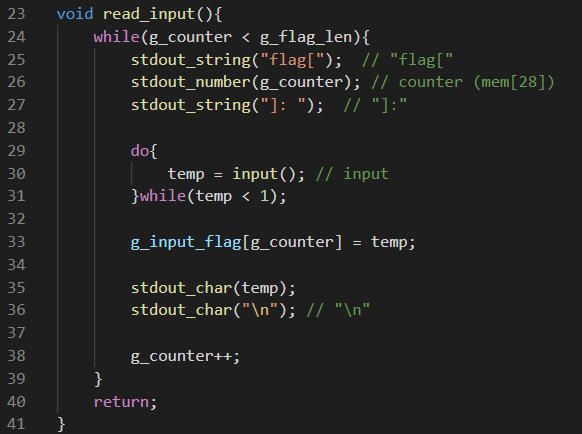 23 void read_input(){
24     while(g_counter < g_flag_len){
25         stdout_string("flag[");  // "flag["
26         stdout_number(g_counter); // counter (mem[28])
27         stdout_string("]: ");  // "]:"
28
29         do{
30             temp = input(); // input
31         }while(temp < 1);
32
33         g_input_flag[g_counter] = temp;
34
35         stdout_char(temp);
36         stdout_char("\n"); // "\n"
37
38         g_counter++;
39     }
40     return;
41 }